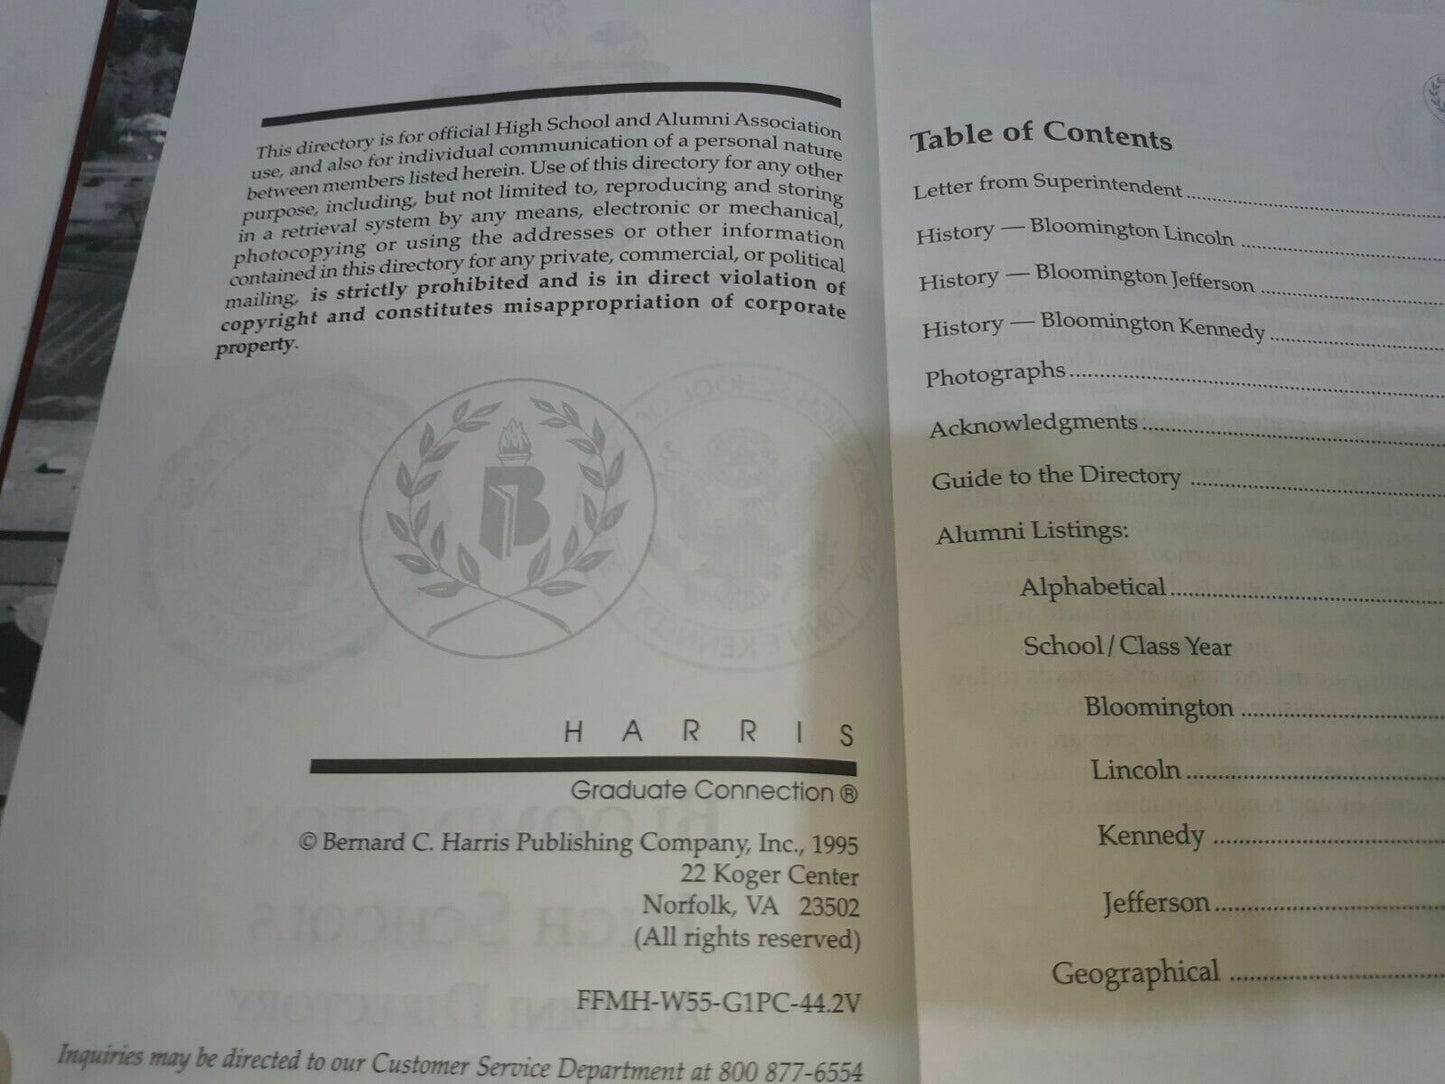 This directory is for official High School and Alumni Association
use, and also for individual communication of a personal nature
between members listed herein. Use of this directory for any other
purpose, including, but not limited to, reproducing and storing
in a retrieval system by any means, electronic or mechanical,
photocopying or using the addresses or other information
contained in this directory for any private, commercial, or political
mailing, is strictly prohibited and is in direct violation of
copyright and constitutes misappropriation of corporate
property.
B
HARRIS
Graduate Connection ®
© Bernard C. Harris Publishing Company, Inc., 1995
22 Koger Center
Norfolk, VA 23502
(All rights reserved)
FFMH-W55-G1PC-44.2V
Inquiries may be directed to our Customer Service Department at 800 877-6554
Table of Contents
Letter from Superintendent
History — Bloomington Lincoln
History — Bloomington Jefferson
History — Bloomington Kennedy
Photographs
Acknowledgments
Guide to the Directory
Alumni Listings:
Alphabetical
School/Class Year
Bloomington
Lincoln
Kennedy
Jefferson
Geographical